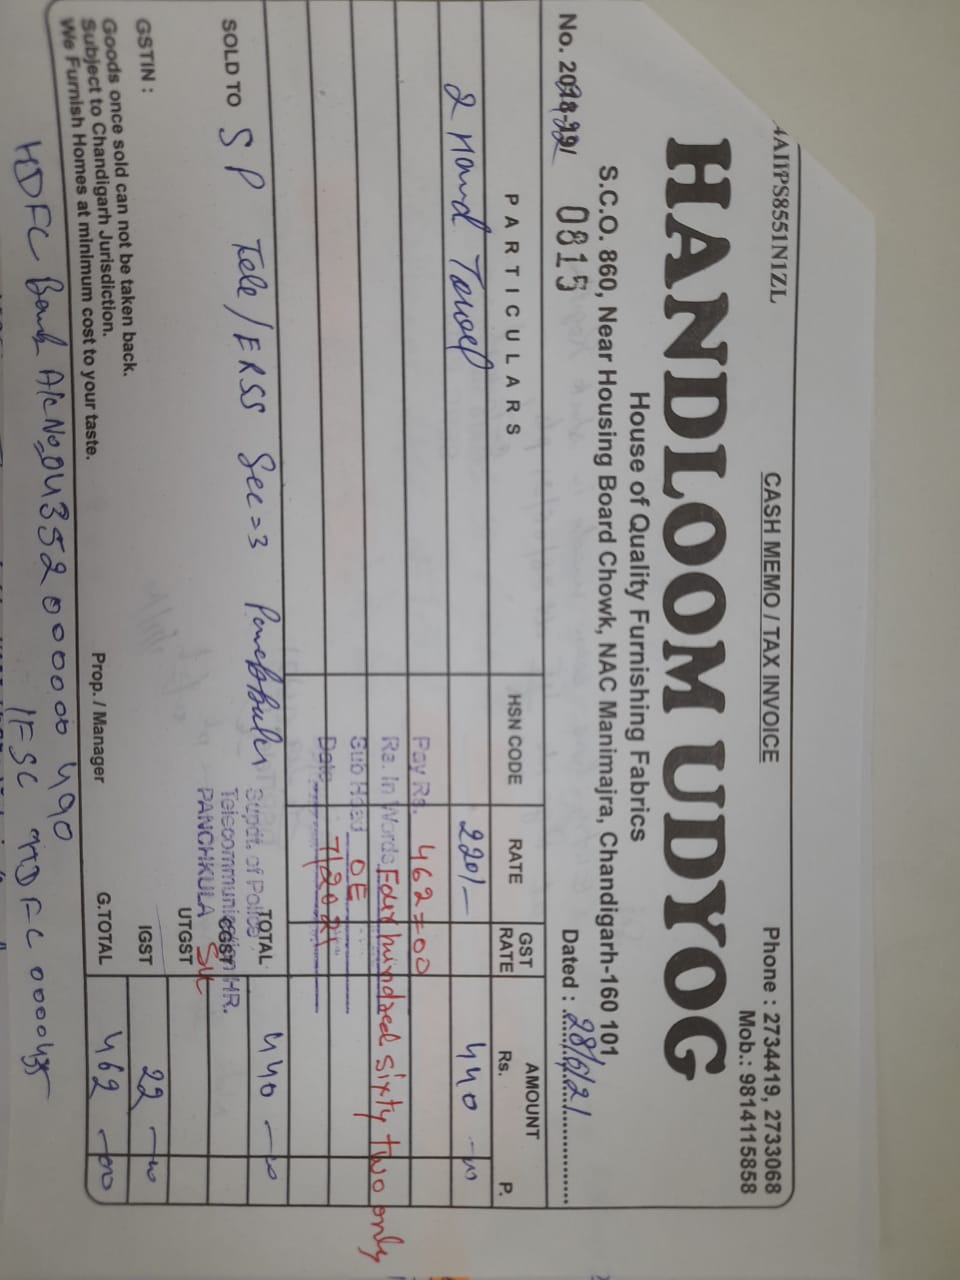 4AIIPS8551N1ZL
CASH MEMO / TAX INVOICE
Phone : 2734419, 2733068
Mob.: 9814115858
HANDLOOM UDYOG
House of Quality Furnishing Fabrics
S.C.O. 860, Near Housing Board Chowk, NAC Manimajra, Chandigarh-160 101
No. 0815
Dated : 28/6/21
PARTICULARS HSN CODE RATE GST RATE AMOUNT Rs. P.
2 Hand Towel 220/- 440 - 00
Pay Rs. 462=00
Rs. In Words Four hundred sixty two only
Sub Head OE
Date 7/2021
TOTAL 440 - 00
SOLD TO S P Tele/ERSS Sec=3 Panchkula
Supdt. of Police
Telecommunication HR.
PANCHKULA
CGST
UTGST
IGST 22 - 00
G.TOTAL 462 - 00
GSTIN :
Goods once sold can not be taken back.
Subject to Chandigarh Jurisdiction.
We Furnish Homes at minimum cost to your taste.
Prop. / Manager
HDFC Bank A/c No. 04352000000490
IFSC HDFC0000435